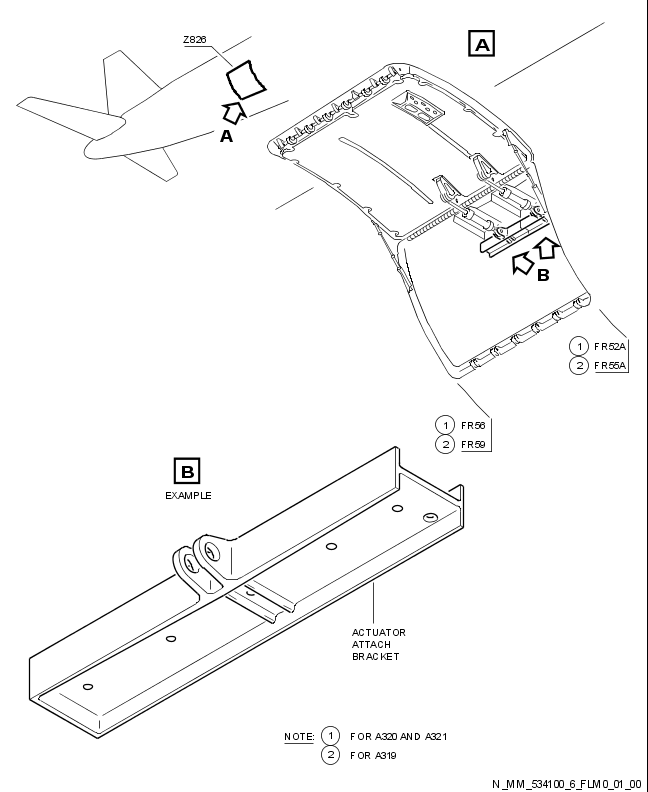 Z826
A
A
B
1 FR52A
2 FR55A
1 FR56
2 FR59
B
EXAMPLE
ACTUATOR
ATTACH
BRACKET
NOTE: 1 FOR A320 AND A321
2 FOR A319
N_MM_534100_6_FLM0_01_00